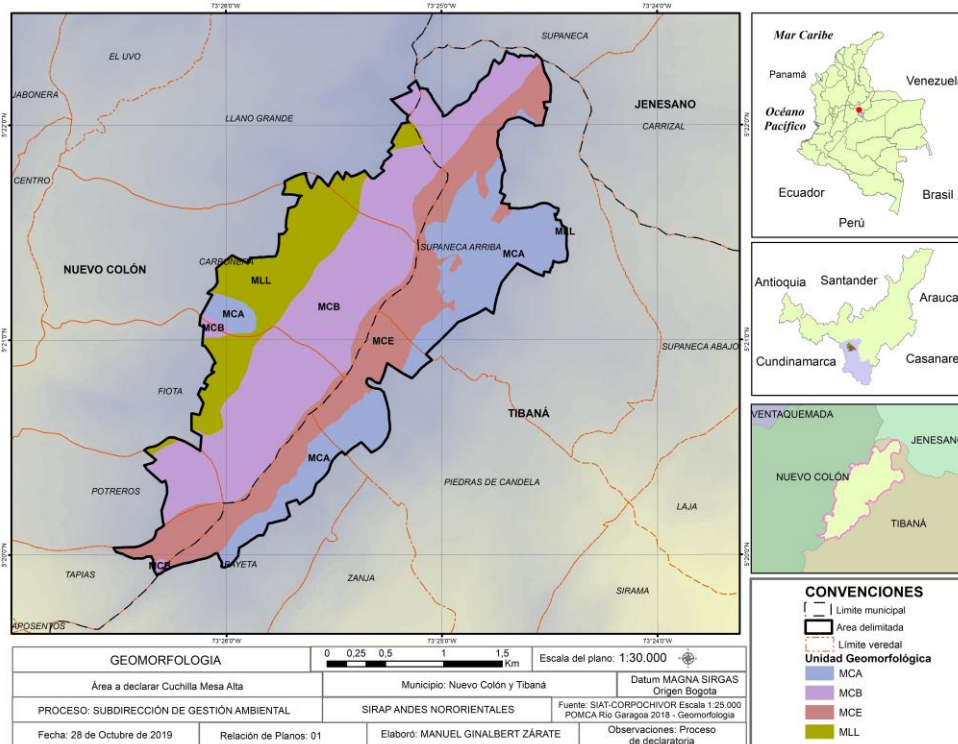 73°26'0"W
73°25'0"W
73°24'0"W
EL UVO
SUPANECA
JABONERA
JENESANO
LLANO GRANDE
CARRIZAL
5°22'0"N
5°22'0"N
CENTRO
SUPANECA ARRIBA
MLL
MCA
NUEVO COLÓN
CARBONERA
MLL
MCA
MCB
MCB
MCE
5°21'0"N
5°21'0"N
SUPANECA ABAJO
FIOTA
TIBANÁ
MCA
POTREROS
PIEDRAS DE CANDELA
LAJA
5°20'0"N
5°20'0"N
MCB
BAYETA
TAPIAS
ZANJA
SIRAMA
APOSENTOS
73°26'0"W
73°25'0"W
73°24'0"W
Mar Caribe
Panamá
Venezuela
Océano
Pacífico
Ecuador
Brasil
Perú
Antioquia
Santander
Arauca
Cundinamarca
Casanare
VENTAQUEMADA
JENESANO
NUEVO COLÓN
TIBANÁ
CONVENCIONES
Limite municipal
Area delimitada
Límite veredal
Unidad Geomorfológica
MCA
MCB
MCE
MLL
GEOMORFOLOGIA
0 0,25 0,5 1 1,5
Km
Escala del plano: 1:30.000
Área a declarar Cuchilla Mesa Alta
Municipio: Nuevo Colón y Tibaná
Datum MAGNA SIRGAS
Origen Bogota
PROCESO: SUBDIRECCIÓN DE GESTIÓN AMBIENTAL
SIRAP ANDES NORORIENTALES
Fuente: SIAT-CORPOCHIVOR Escala 1:25.000
POMCA Rio Garagoa 2018 - Geomorfologia
Fecha: 28 de Octubre de 2019
Relación de Planos: 01
Elaboró: MANUEL GINALBERT ZÁRATE
Observaciones: Proceso
de declaratoria